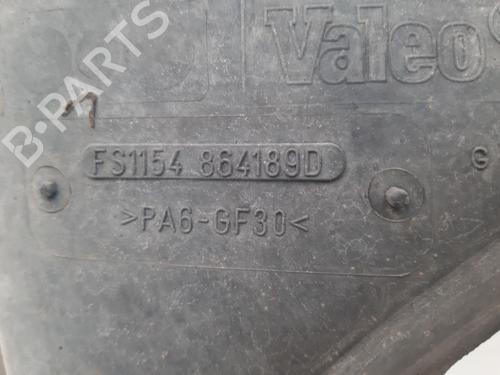 B-PARTS
Valeo
FS1154 864189D
G
>PA6-GF30<